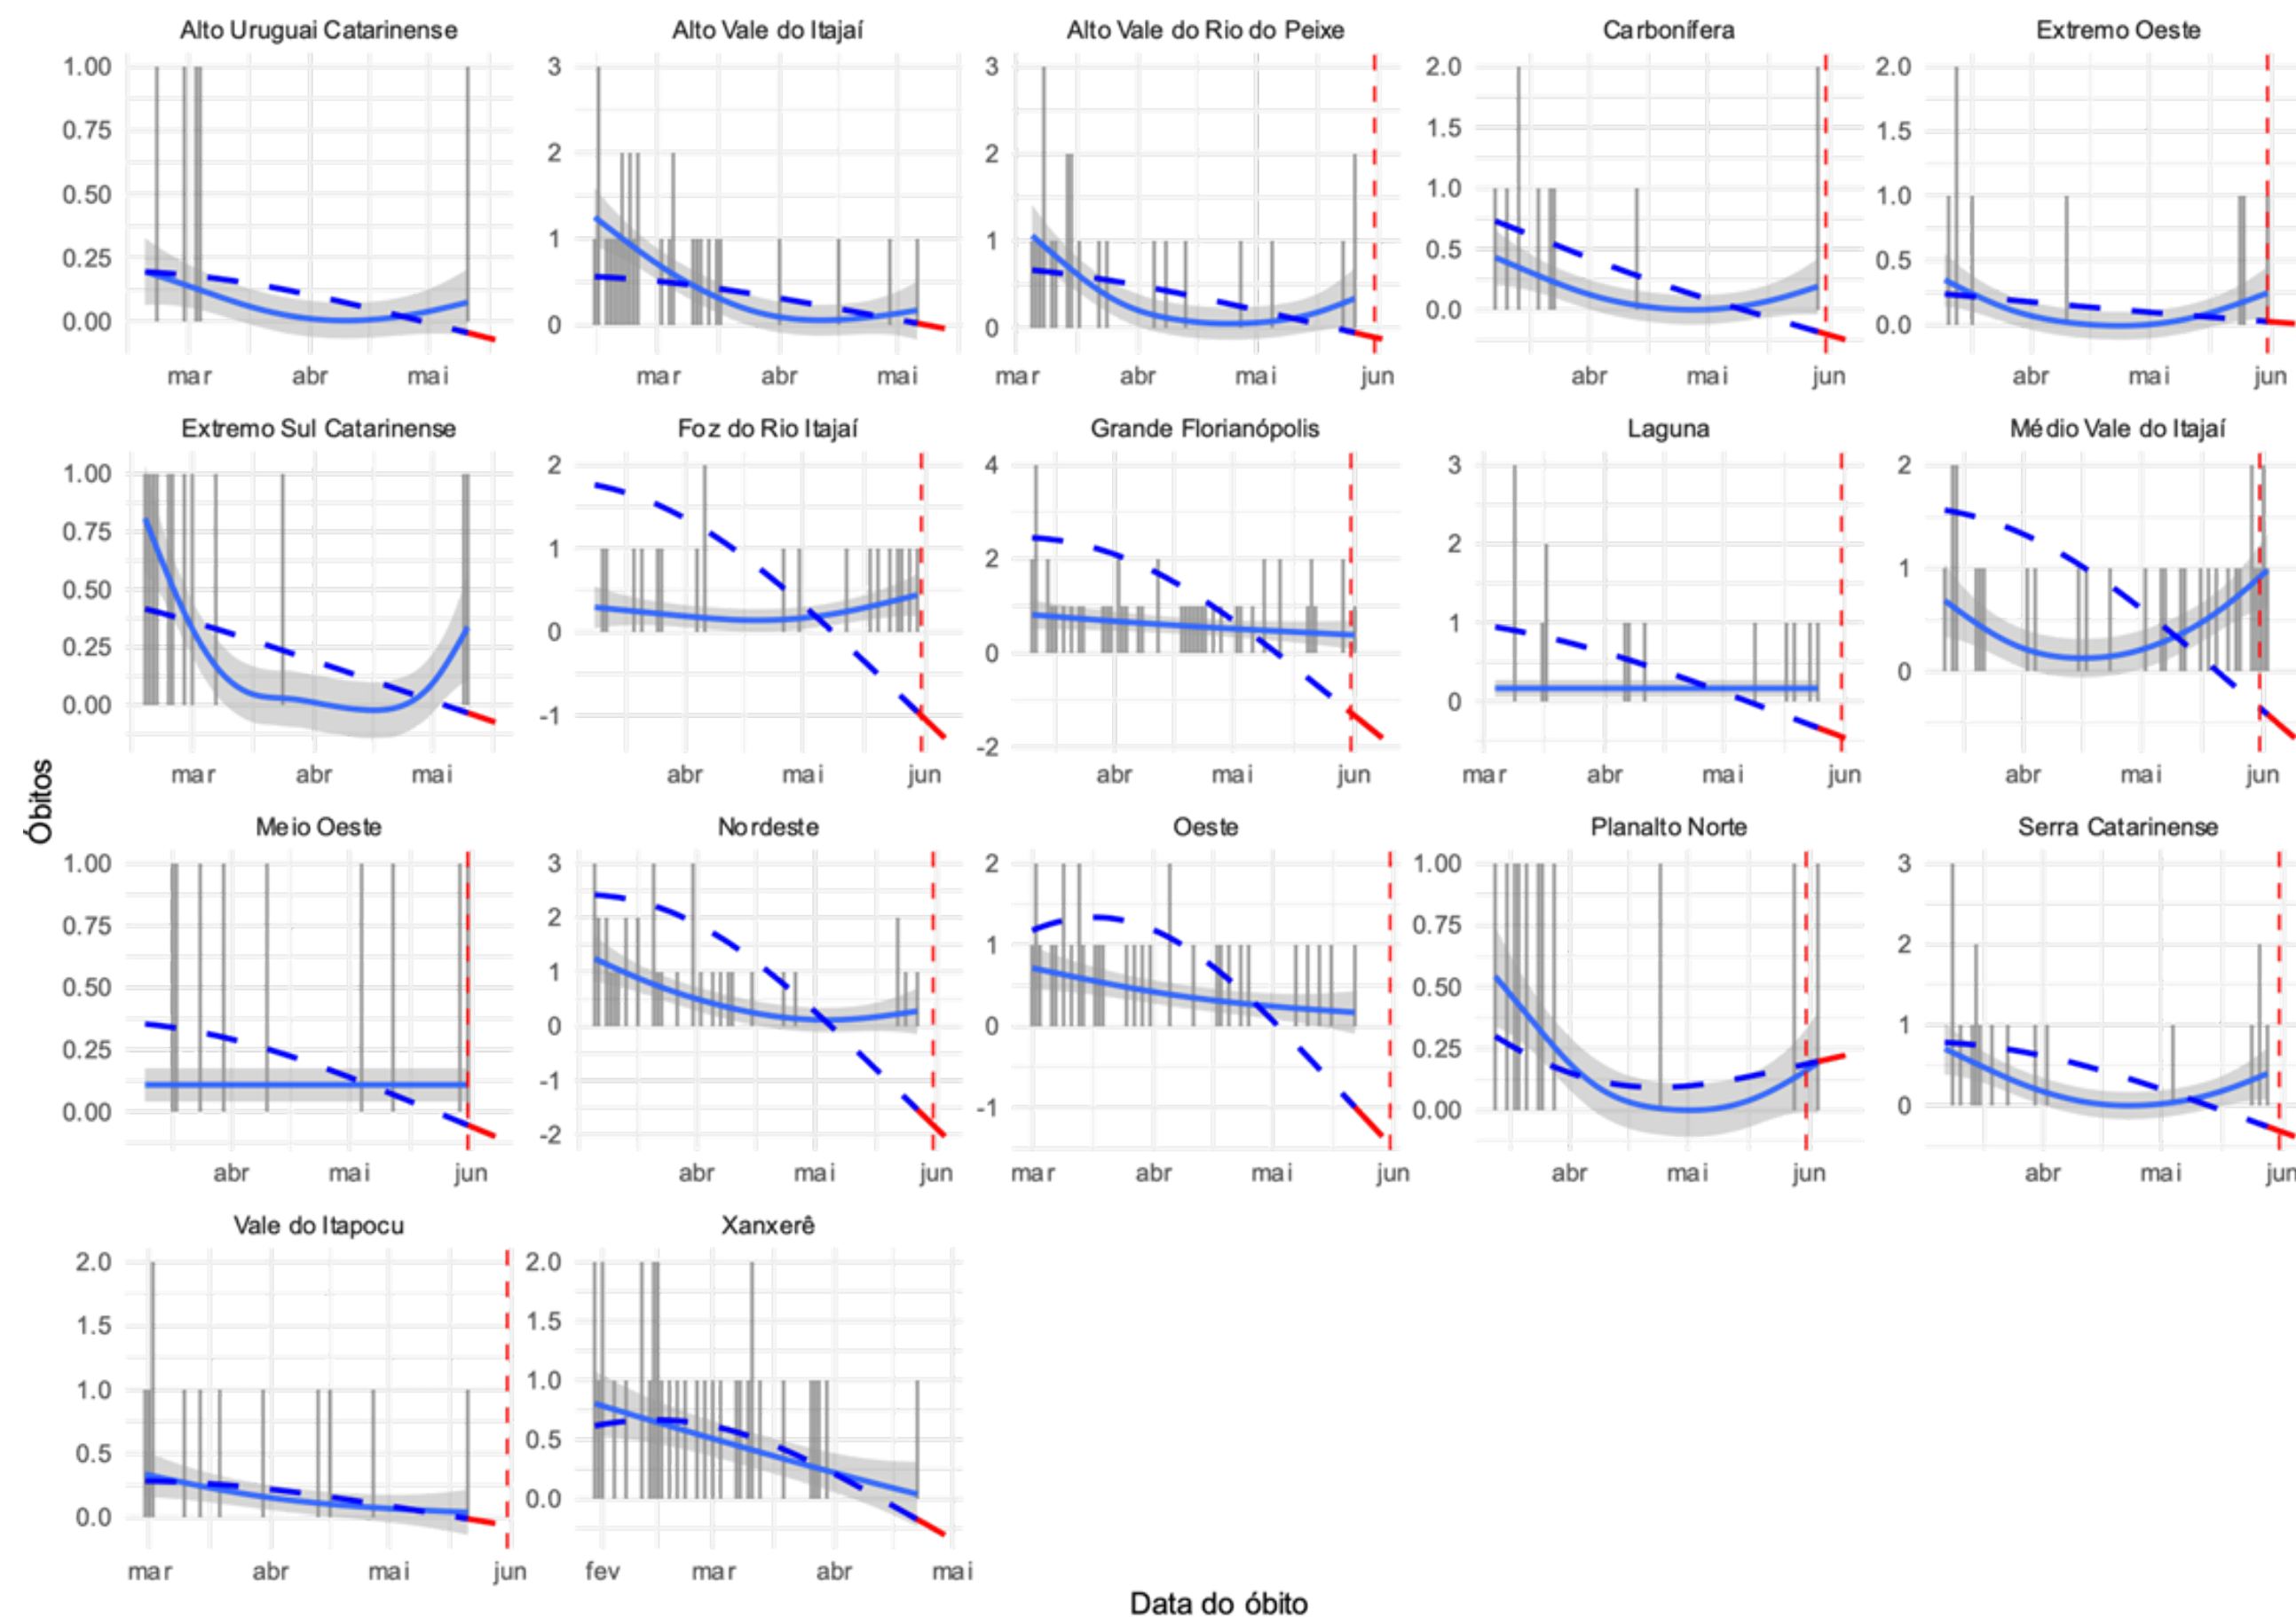 Alto Uruguai Catarinense Alto Vale do Itajaí Alto Vale do Rio do Peixe Carbonífera Extremo Oeste
1.00 3 3 2.0 2.0
0.75 2 2 1.5 1.5
0.50 1 1 1.0 1.0
0.25 0 0 0.5 0.5
0.00 0.0 0.0
mar abr mai mar abr mai mar abr mai jun abr mai jun abr mai jun
Extremo Sul Catarinense Foz do Rio Itajaí Grande Florianópolis Laguna Médio Vale do Itajaí
1.00 2 4 3 2
0.75 1 2 2 1
0.50 0 0 1 0
0.25 -1 -2 0
0.00
mar abr mai abr mai jun abr mai jun mar abr mai jun abr mai jun
Óbitos
Meio Oeste Nordeste Oeste Planalto Norte Serra Catarinense
1.00 3 2 1.00 3
0.75 2 1 0.75 2
0.50 1 0 0.50 1
0.25 0 -1 0.25 0
0.00 -1 0.00
-2
abr mai jun abr mai jun mar abr mai jun abr mai jun abr mai jun
Vale do Itapocu Xanxerê
2.0 2.0
1.5 1.5
1.0 1.0
0.5 0.5
0.0 0.0
mar abr mai jun fev mar abr mai
Data do óbito